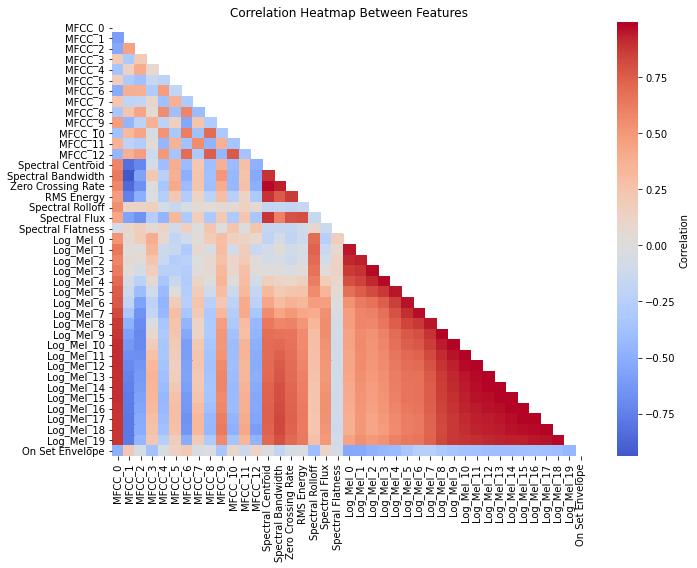 Correlation Heatmap Between Features
MFCC_0
MFCC_1
MFCC_2
MFCC_3
MFCC_4
MFCC_5
MFCC_6
MFCC_7
MFCC_8
MFCC_9
MFCC_10
MFCC_11
MFCC_12
Spectral Centroid
Spectral Bandwidth
Zero Crossing Rate
RMS Energy
Spectral Rolloff
Spectral Flux
Spectral Flatness
Log_Mel_0
Log_Mel_1
Log_Mel_2
Log_Mel_3
Log_Mel_4
Log_Mel_5
Log_Mel_6
Log_Mel_7
Log_Mel_8
Log_Mel_9
Log_Mel_10
Log_Mel_11
Log_Mel_12
Log_Mel_13
Log_Mel_14
Log_Mel_15
Log_Mel_16
Log_Mel_17
Log_Mel_18
Log_Mel_19
On Set Envelope
MFCC_0
MFCC_1
MFCC_2
MFCC_3
MFCC_4
MFCC_5
MFCC_6
MFCC_7
MFCC_8
MFCC_9
MFCC_10
MFCC_11
MFCC_12
Spectral Centroid
Spectral Bandwidth
Zero Crossing Rate
RMS Energy
Spectral Rolloff
Spectral Flux
Spectral Flatness
Log_Mel_0
Log_Mel_1
Log_Mel_2
Log_Mel_3
Log_Mel_4
Log_Mel_5
Log_Mel_6
Log_Mel_7
Log_Mel_8
Log_Mel_9
Log_Mel_10
Log_Mel_11
Log_Mel_12
Log_Mel_13
Log_Mel_14
Log_Mel_15
Log_Mel_16
Log_Mel_17
Log_Mel_18
Log_Mel_19
On Set Envelope
0.75
0.50
0.25
0.00
−0.25
−0.50
−0.75
Correlation